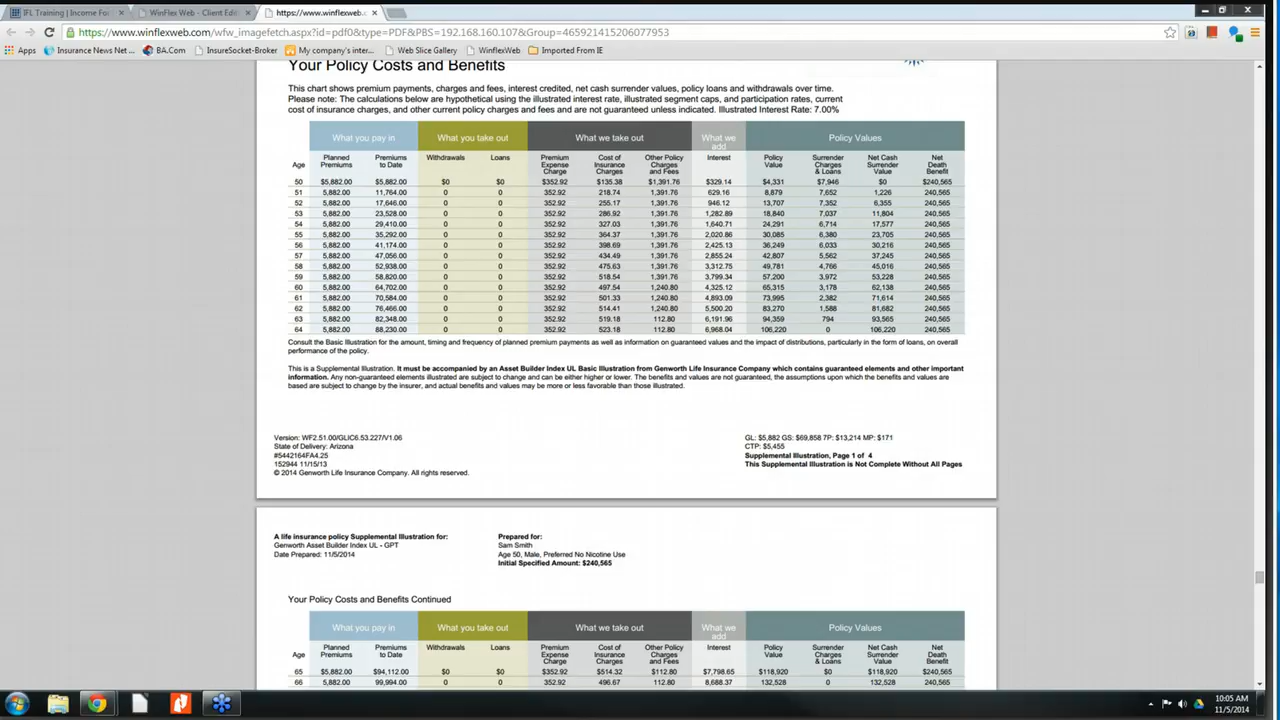 IFL Training | Income For L
WinFlex Web - Client Edit
https://www.winflexweb.c
https://www.winflexweb.com/wfw_imagefetch.aspx?id=pdf0&type=PDF&PBS=192.168.160.107&Group=465921415206077953
Apps Insurance News Net ... BA.Com InsureSocket-Broker My company's inter... Web Slice Gallery WinflexWeb Imported From IE
Your Policy Costs and Benefits
This chart shows premium payments, charges and fees, interest credited, net cash surrender values, policy loans and withdrawals over time.
Please note: The calculations below are hypothetical using the illustrated interest rate, illustrated segment caps, and participation rates, current
cost of insurance charges, and other current policy charges and fees and are not guaranteed unless indicated. Illustrated Interest Rate: 7.00%
What you pay in What you take out What we take out What we add Policy Values
Age Planned Premiums Premiums to Date Withdrawals Loans Premium Expense Charge Cost of Insurance Charges Other Policy Charges and Fees Interest Policy Value Surrender Charges & Loans Net Cash Surrender Value Net Death Benefit
50 $5,882.00 $5,882.00 $0 $0 $352.92 $135.38 $1,391.76 $329.14 $4,331 $7,946 $0 $240,565
51 5,882.00 11,764.00 0 0 352.92 218.74 1,391.76 629.16 8,879 7,652 1,226 240,565
52 5,882.00 17,646.00 0 0 352.92 255.17 1,391.76 946.12 13,707 7,352 6,355 240,565
53 5,882.00 23,528.00 0 0 352.92 286.92 1,391.76 1,282.89 18,840 7,037 11,804 240,565
54 5,882.00 29,410.00 0 0 352.92 327.03 1,391.76 1,640.71 24,291 6,714 17,577 240,565
55 5,882.00 35,292.00 0 0 352.92 364.37 1,391.76 2,020.86 30,085 6,380 23,705 240,565
56 5,882.00 41,174.00 0 0 352.92 398.69 1,391.76 2,425.13 36,249 6,033 30,216 240,565
57 5,882.00 47,056.00 0 0 352.92 434.49 1,391.76 2,855.24 42,807 5,562 37,245 240,565
58 5,882.00 52,938.00 0 0 352.92 475.63 1,391.76 3,312.75 49,781 4,766 45,016 240,565
59 5,882.00 58,820.00 0 0 352.92 518.54 1,391.76 3,799.34 57,200 3,972 53,228 240,565
60 5,882.00 64,702.00 0 0 352.92 497.54 1,240.80 4,325.12 65,315 3,178 62,138 240,565
61 5,882.00 70,584.00 0 0 352.92 501.33 1,240.80 4,893.09 73,995 2,382 71,614 240,565
62 5,882.00 76,466.00 0 0 352.92 514.41 1,240.80 5,500.20 83,270 1,588 81,682 240,565
63 5,882.00 82,348.00 0 0 352.92 519.18 112.80 6,191.96 94,359 794 93,565 240,565
64 5,882.00 88,230.00 0 0 352.92 523.18 112.80 6,968.04 106,220 0 106,220 240,565
Consult the Basic Illustration for the amount, timing and frequency of planned premium payments as well as information on guaranteed values and the impact of distributions, particularly in the form of loans, on overall
performance of the policy.
This is a Supplemental Illustration. It must be accompanied by an Asset Builder Index UL Basic Illustration from Genworth Life Insurance Company which contains guaranteed elements and other important
information. Any non-guaranteed elements illustrated are subject to change and can be either higher or lower. The benefits and values are not guaranteed, the assumptions upon which the benefits and values are
based are subject to change by the insurer, and actual benefits and values may be more or less favorable than those illustrated.
Version: WF2.51.00/GLIC6.53.227/V1.06
State of Delivery: Arizona
#5442164FA4.25
152944 11/15/13
© 2014 Genworth Life Insurance Company. All rights reserved.
GL: $5,882 GS: $69,858 7P: $13,214 MP: $171
CTP: $5,455
Supplemental Illustration, Page 1 of 4
This Supplemental Illustration is Not Complete Without All Pages
A life insurance policy Supplemental Illustration for:
Genworth Asset Builder Index UL - GPT
Date Prepared: 11/5/2014
Prepared for:
Sam Smith
Age 50, Male, Preferred No Nicotine Use
Initial Specified Amount: $240,565
Your Policy Costs and Benefits Continued
What you pay in What you take out What we take out What we add Policy Values
Age Planned Premiums Premiums to Date Withdrawals Loans Premium Expense Charge Cost of Insurance Charges Other Policy Charges and Fees Interest Policy Value Surrender Charges & Loans Net Cash Surrender Value Net Death Benefit
65 $5,882.00 $94,112.00 $0 $0 $352.92 $514.32 $112.80 $7,798.65 $118,920 $0 $118,920 $240,565
66 5,882.00 99,994.00 0 0 352.92 496.67 112.80 8,688.37 132,528 0 132,528 240,565
10:05 AM
11/5/2014